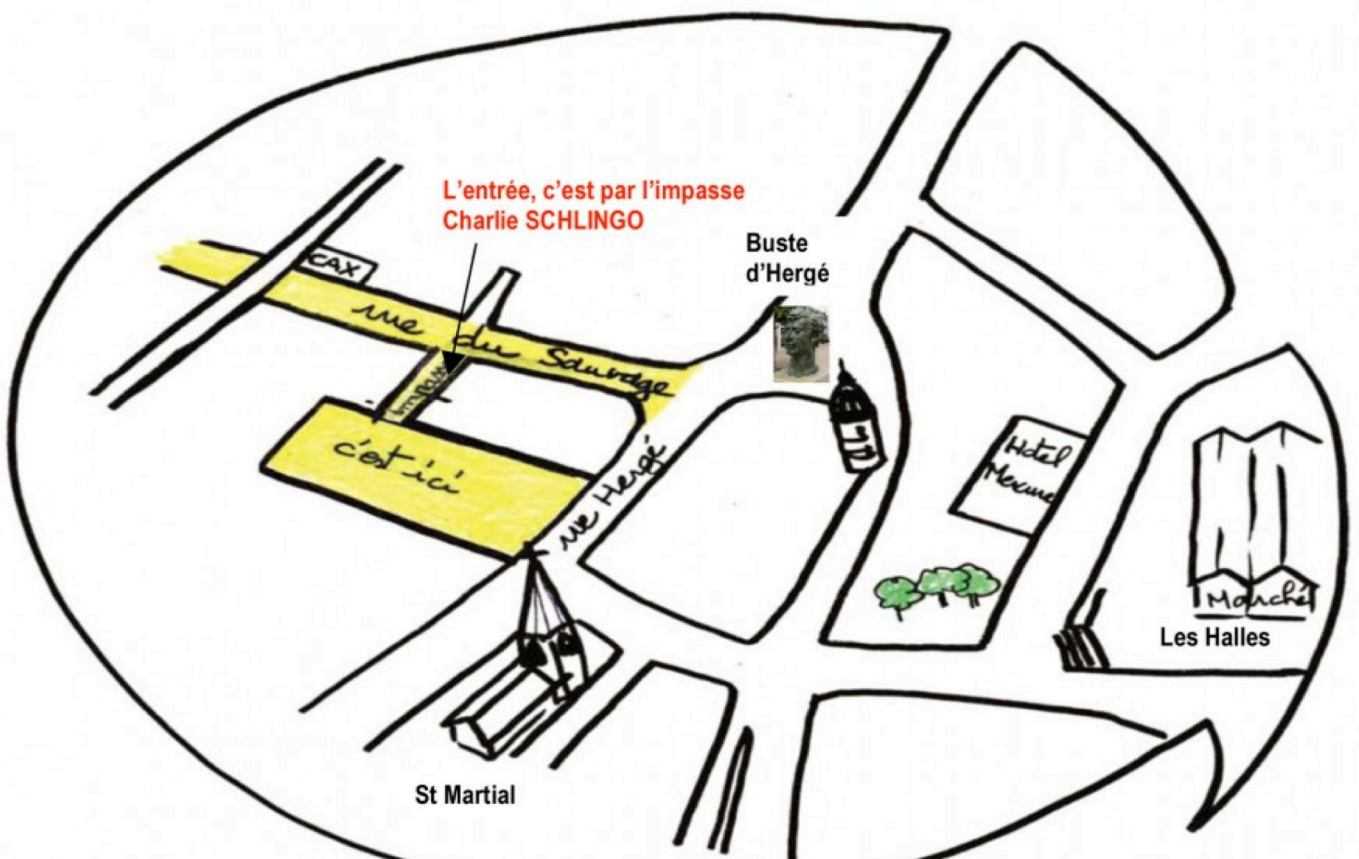 L'entrée, c'est par l'impasse
Charlie SCHLINGO
Buste
d'Hergé
CAX
rue du Sauvage
Impasse
c'est ici
rue Hergé
Hotel
Mercure
Marché
Les Halles
St Martial